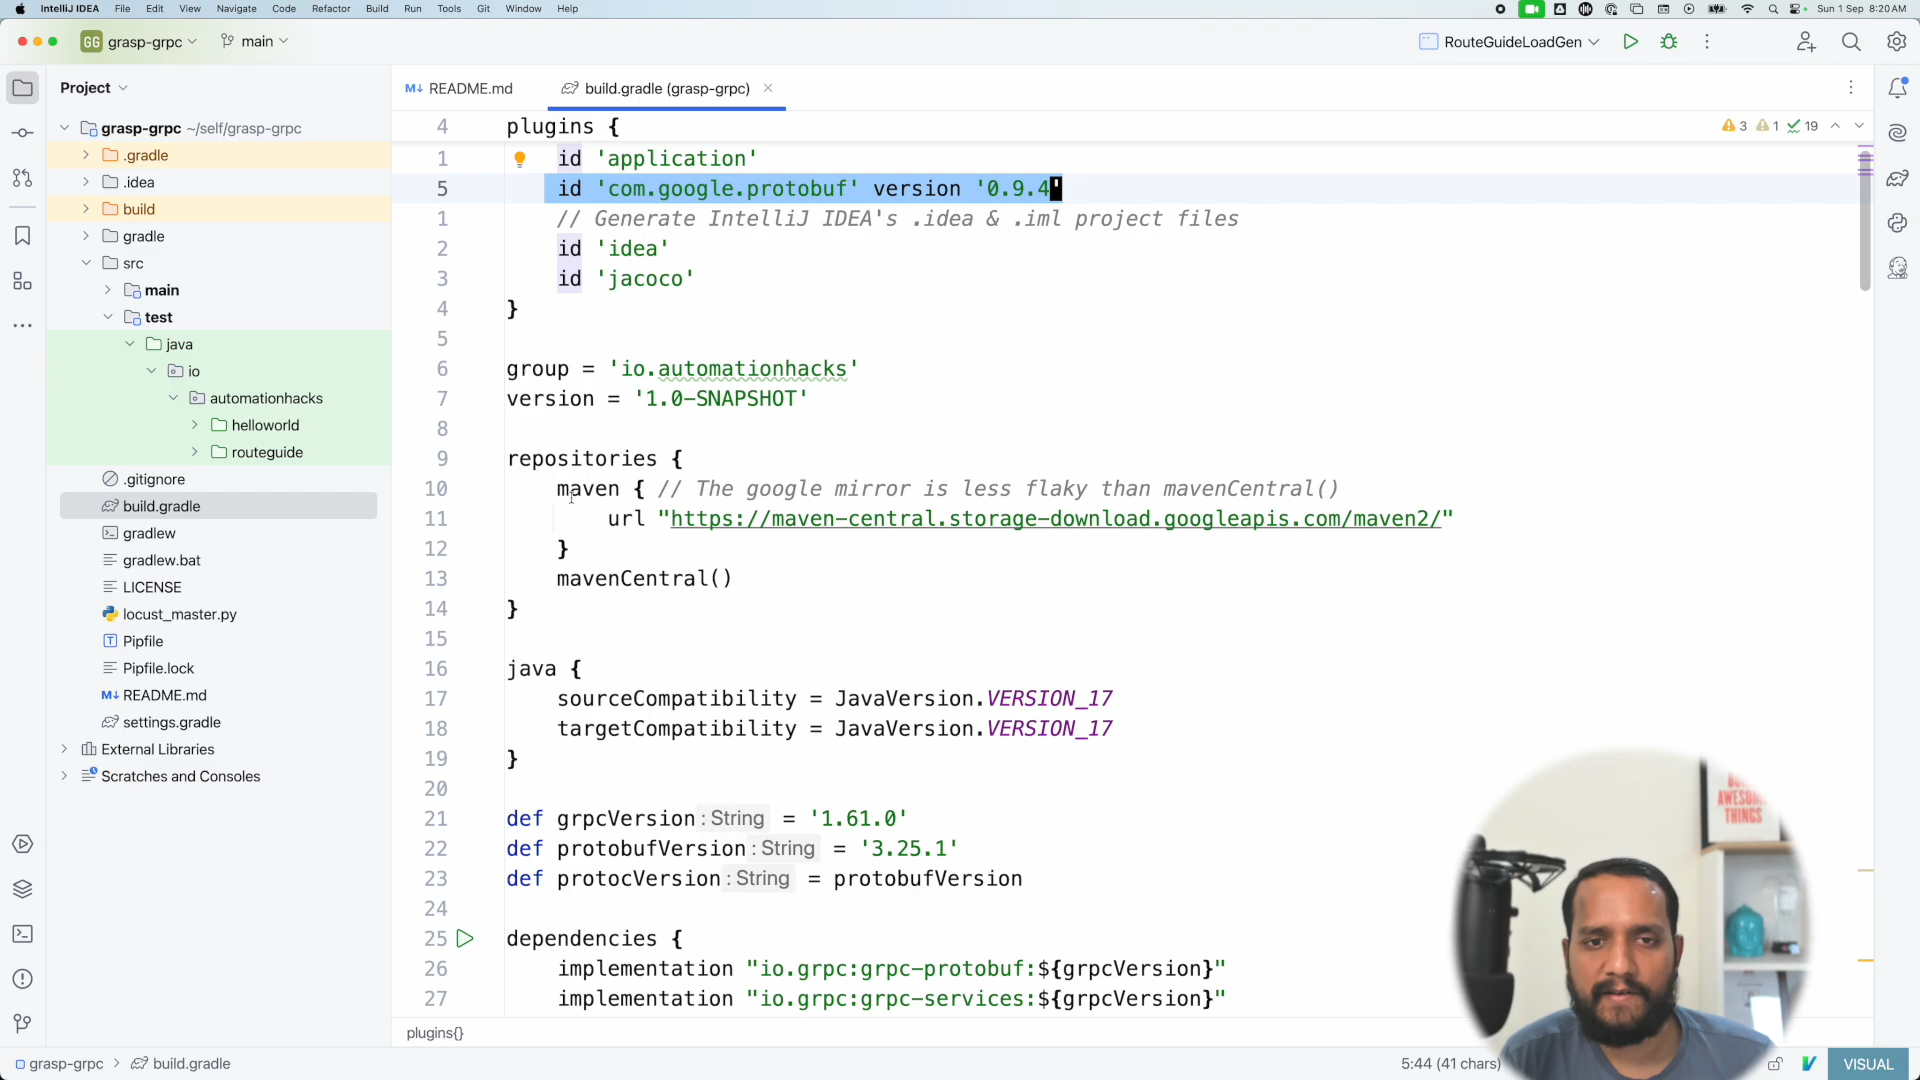 IntelliJ IDEA File Edit View Navigate Code Refactor Build Run Tools Git Window Help Sun 1 Sep 8:20 AM
GG grasp-grpc main RouteGuideLoadGen
Project
grasp-grpc ~/self/grasp-grpc
.gradle
.idea
build
gradle
src
main
test
java
io
automationhacks
helloworld
routeguide
.gitignore
build.gradle
gradlew
gradlew.bat
LICENSE
locust_master.py
Pipfile
Pipfile.lock
README.md
settings.gradle
External Libraries
Scratches and Consoles
README.md build.gradle (grasp-grpc)
3 1 19
4 plugins {
1 id 'application'
5 id 'com.google.protobuf' version '0.9.4'
1 // Generate IntelliJ IDEA's .idea & .iml project files
2 id 'idea'
3 id 'jacoco'
4 }
5
6 group = 'io.automationhacks'
7 version = '1.0-SNAPSHOT'
8
9 repositories {
10 maven { // The google mirror is less flaky than mavenCentral()
11 url "https://maven-central.storage-download.googleapis.com/maven2/"
12 }
13 mavenCentral()
14 }
15
16 java {
17 sourceCompatibility = JavaVersion.VERSION_17
18 targetCompatibility = JavaVersion.VERSION_17
19 }
20
21 def grpcVersion : String = '1.61.0'
22 def protobufVersion : String = '3.25.1'
23 def protocVersion : String = protobufVersion
24
25 dependencies {
26 implementation "io.grpc:grpc-protobuf:${grpcVersion}"
27 implementation "io.grpc:grpc-services:${grpcVersion}"
plugins{}
AWESOME
THINGS
grasp-grpc > build.gradle
5:44 (41 chars)
VISUAL